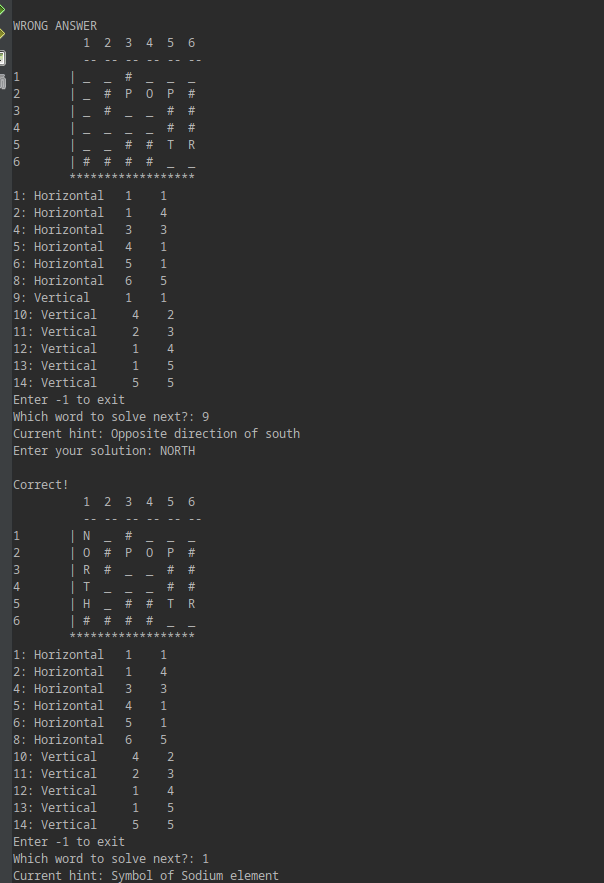 WRONG ANSWER
1 2 3 4 5 6
-- -- -- -- -- --
1 | _ _ # _ _ _
2 | _ # P O P #
3 | _ # _ _ # #
4 | _ _ _ _ # #
5 | _ _ # # T R
6 | # # # # _ _
******************
1: Horizontal 1 1
2: Horizontal 1 4
4: Horizontal 3 3
5: Horizontal 4 1
6: Horizontal 5 1
8: Horizontal 6 5
9: Vertical 1 1
10: Vertical 4 2
11: Vertical 2 3
12: Vertical 1 4
13: Vertical 1 5
14: Vertical 5 5
Enter -1 to exit
Which word to solve next?: 9
Current hint: Opposite direction of south
Enter your solution: NORTH
Correct!
1 2 3 4 5 6
-- -- -- -- -- --
1 | N _ # _ _ _
2 | O # P O P #
3 | R # _ _ # #
4 | T _ _ _ # #
5 | H _ # # T R
6 | # # # # _ _
******************
1: Horizontal 1 1
2: Horizontal 1 4
4: Horizontal 3 3
5: Horizontal 4 1
6: Horizontal 5 1
8: Horizontal 6 5
10: Vertical 4 2
11: Vertical 2 3
12: Vertical 1 4
13: Vertical 1 5
14: Vertical 5 5
Enter -1 to exit
Which word to solve next?: 1
Current hint: Symbol of Sodium element